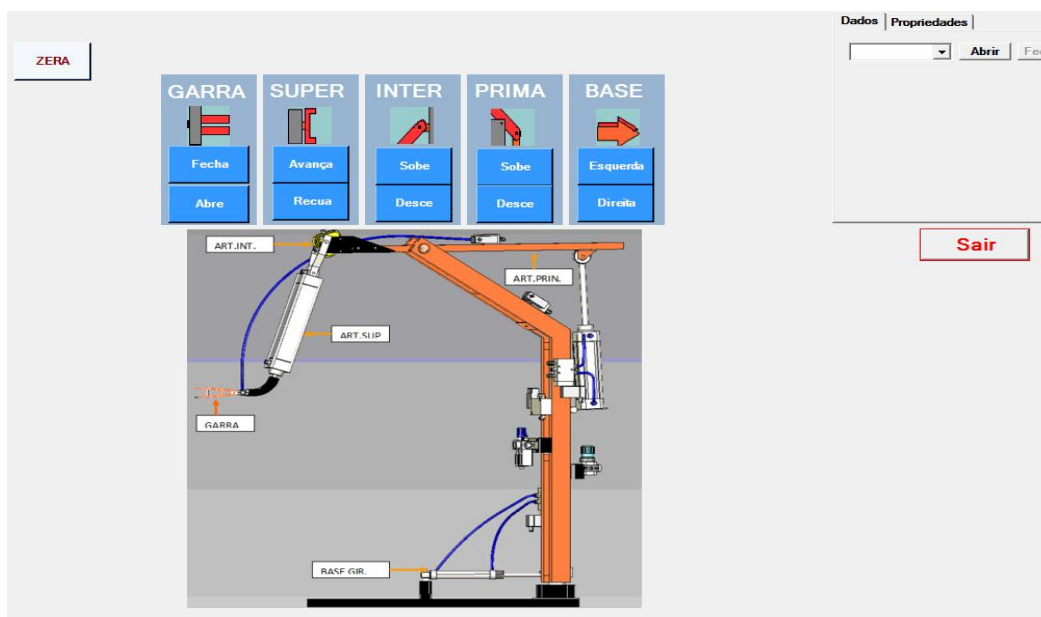 Dados Propriedades
ZERA
Abrir Fe
GARRA SUPER INTER PRIMA BASE
Fecha Avança Sobe Sobe Esquerda
Abre Recua Desce Desce Direita
Sair
ART.INT.
ART.PRIN.
ART.SUP
GARRA
BASE GIR.